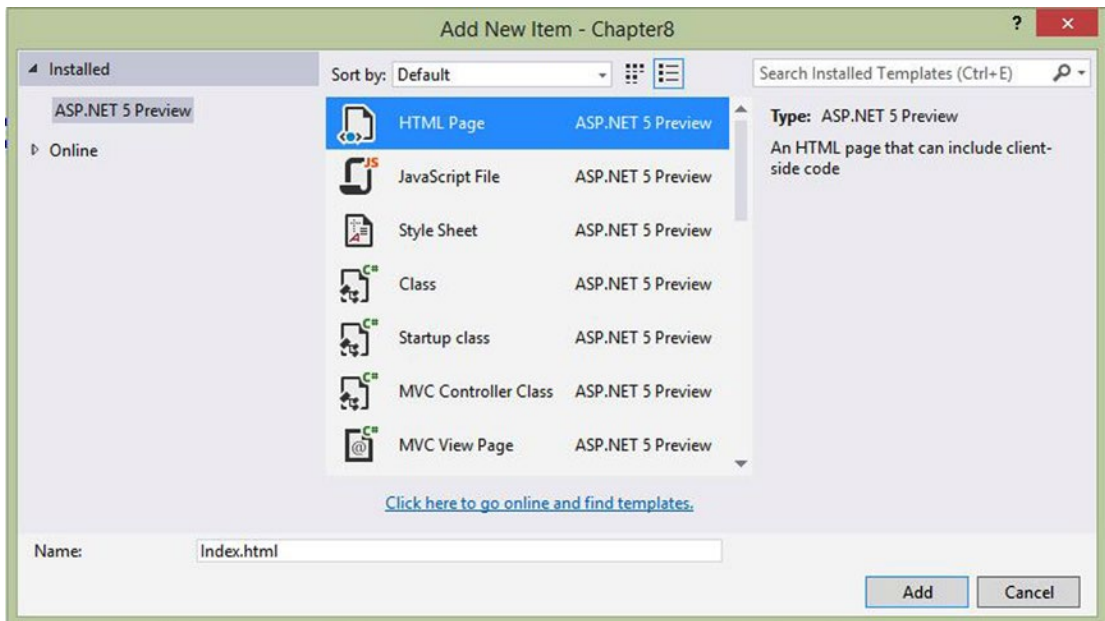 Add New Item - Chapter8
?
Installed
ASP.NET 5 Preview
Online
Sort by: Default
HTML Page ASP.NET 5 Preview
JavaScript File ASP.NET 5 Preview
Style Sheet ASP.NET 5 Preview
Class ASP.NET 5 Preview
Startup class ASP.NET 5 Preview
MVC Controller Class ASP.NET 5 Preview
MVC View Page ASP.NET 5 Preview
Click here to go online and find templates.
Search Installed Templates (Ctrl+E)
Type: ASP.NET 5 Preview
An HTML page that can include client-
side code
Name: Index.html
Add Cancel